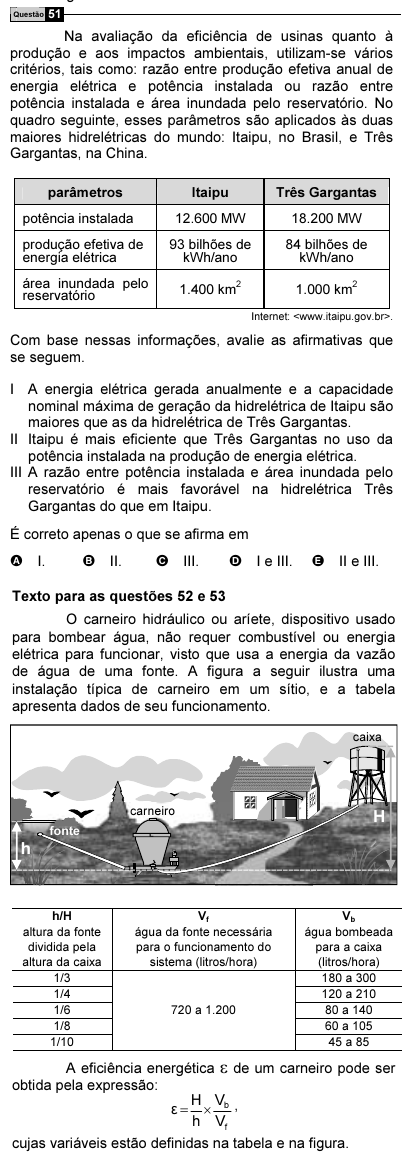 Questão 51
Na avaliação da eficiência de usinas quanto à
produção e aos impactos ambientais, utilizam-se vários
critérios, tais como: razão entre produção efetiva anual de
energia elétrica e potência instalada ou razão entre
potência instalada e área inundada pelo reservatório. No
quadro seguinte, esses parâmetros são aplicados às duas
maiores hidrelétricas do mundo: Itaipu, no Brasil, e Três
Gargantas, na China.
parâmetros Itaipu Três Gargantas
potência instalada 12.600 MW 18.200 MW
produção efetiva de energia elétrica 93 bilhões de kWh/ano 84 bilhões de kWh/ano
área inundada pelo reservatório 1.400 km² 1.000 km²
Internet: <www.itaipu.gov.br>.
Com base nessas informações, avalie as afirmativas que
se seguem.
I A energia elétrica gerada anualmente e a capacidade
nominal máxima de geração da hidrelétrica de Itaipu são
maiores que as da hidrelétrica de Três Gargantas.
II Itaipu é mais eficiente que Três Gargantas no uso da
potência instalada na produção de energia elétrica.
III A razão entre potência instalada e área inundada pelo
reservatório é mais favorável na hidrelétrica Três
Gargantas do que em Itaipu.
É correto apenas o que se afirma em
A I. B II. C III. D I e III. E II e III.
Texto para as questões 52 e 53
O carneiro hidráulico ou aríete, dispositivo usado
para bombear água, não requer combustível ou energia
elétrica para funcionar, visto que usa a energia da vazão
de água de uma fonte. A figura a seguir ilustra uma
instalação típica de carneiro em um sítio, e a tabela
apresenta dados de seu funcionamento.
caixa
carneiro
fonte
H
h
h/H altura da fonte dividida pela altura da caixa
Vf água da fonte necessária para o funcionamento do sistema (litros/hora)
Vb água bombeada para a caixa (litros/hora)
1/3 720 a 1.200 180 a 300
1/4 120 a 210
1/6 80 a 140
1/8 60 a 105
1/10 45 a 85
A eficiência energética ε de um carneiro pode ser
obtida pela expressão:
ε = H/h × Vb/Vf ,
cujas variáveis estão definidas na tabela e na figura.